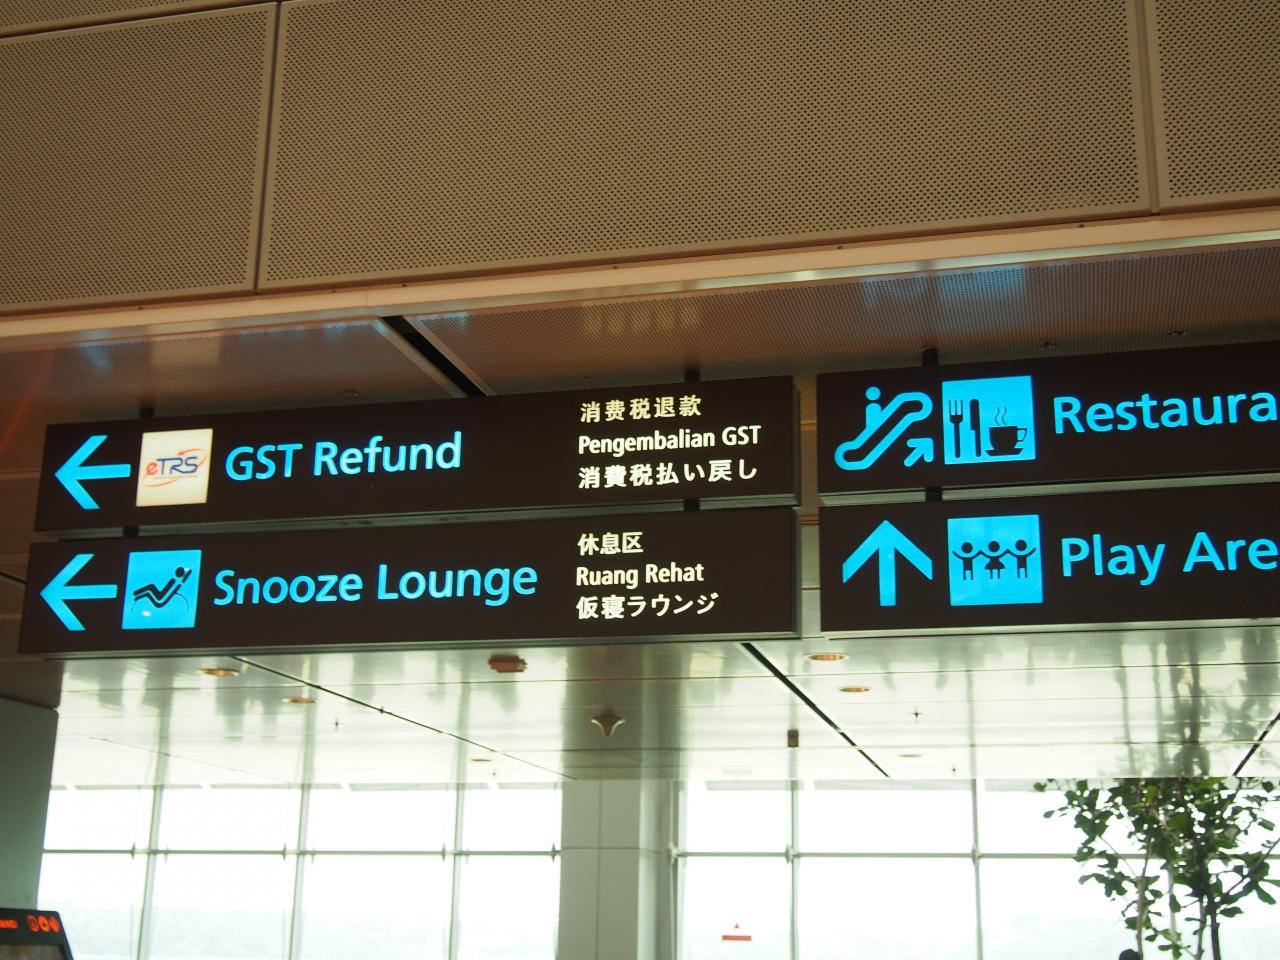 eTRS
GST Refund
消费税退款
Pengembalian GST
消費税払い戻し
Snooze Lounge
休息区
Ruang Rehat
仮寝ラウンジ
Restaura
Play Are